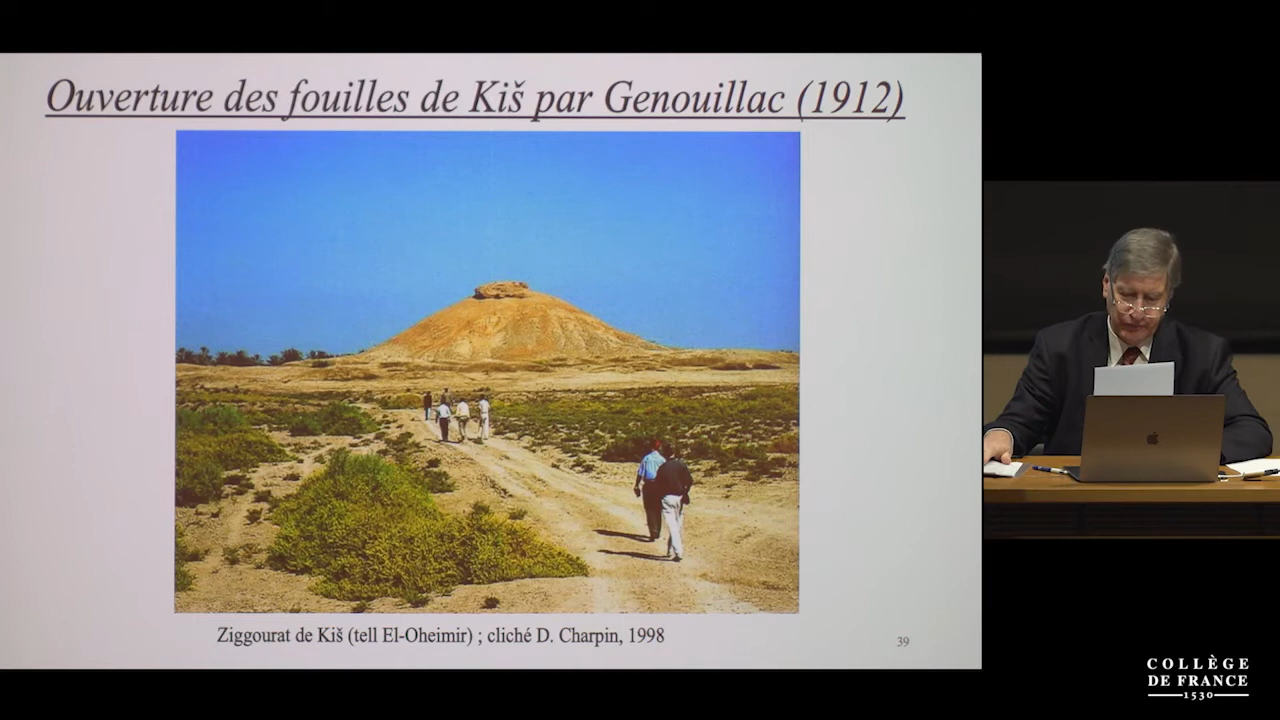 Ouverture des fouilles de Kiš par Genouillac (1912)
Ziggourat de Kiš (tell El-Oheimir) ; cliché D. Charpin, 1998
39
COLLÈGE
DE FRANCE
1530